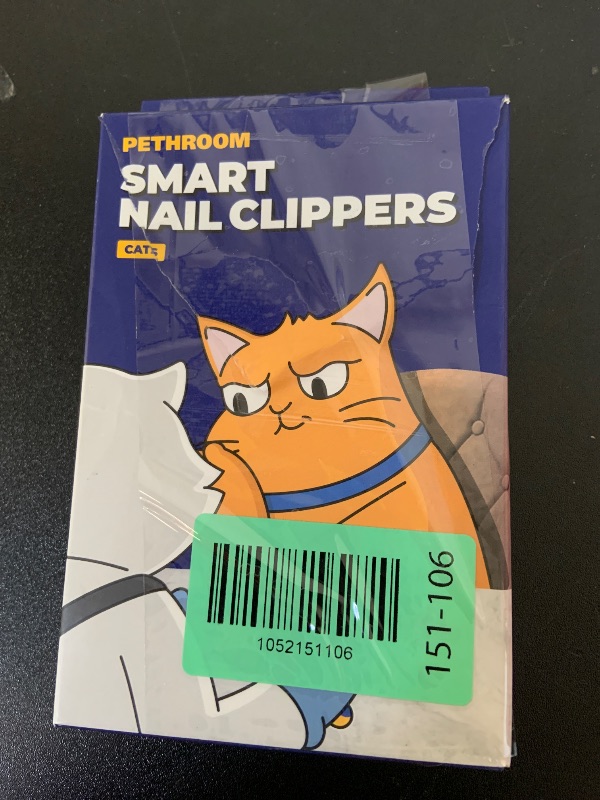 PETHROOM
SMART
NAIL CLIPPERS
CATS
1052151106
151-106